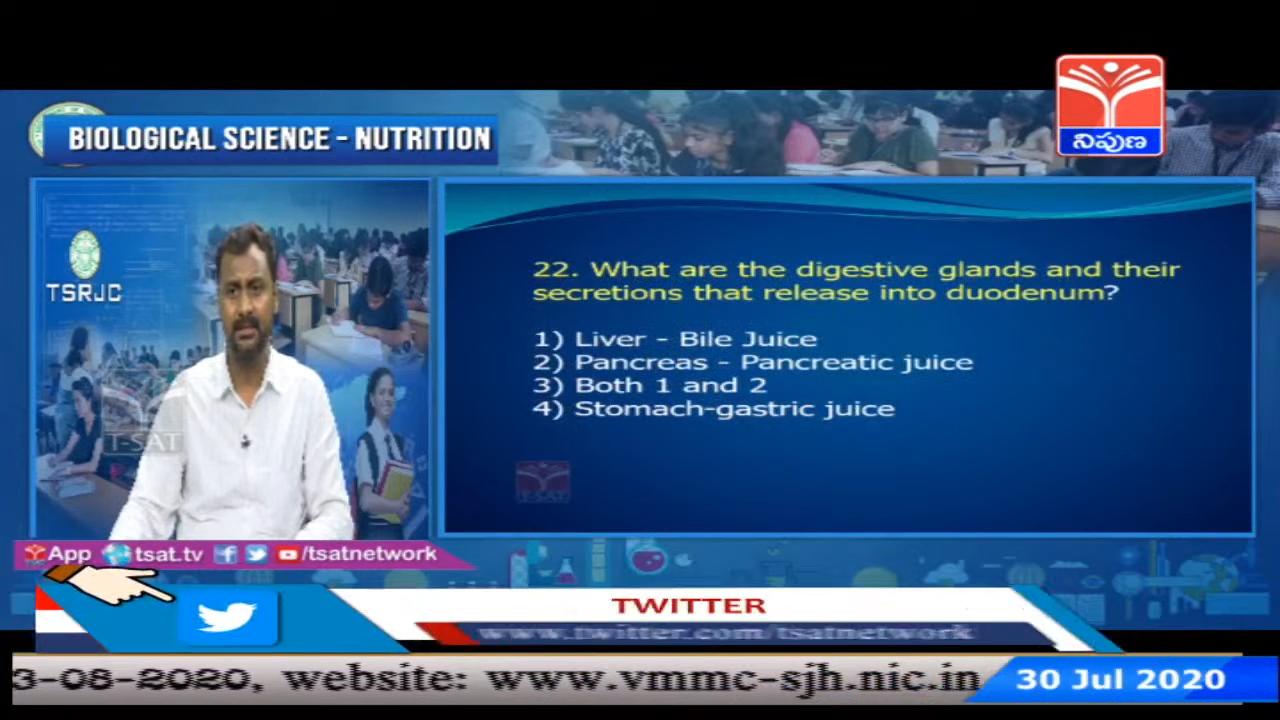 BIOLOGICAL SCIENCE - NUTRITION
నిపుణ
TSRJC
22. What are the digestive glands and their
secretions that release into duodenum?
1) Liver - Bile Juice
2) Pancreas - Pancreatic juice
3) Both 1 and 2
4) Stomach-gastric juice
T-SAT
T-SAT
App tsat.tv /tsatnetwork
TWITTER
www.twitter.com/tsatnetwork
3-08-2020, website: www.vmmc-sjh.nic.in
30 Jul 2020